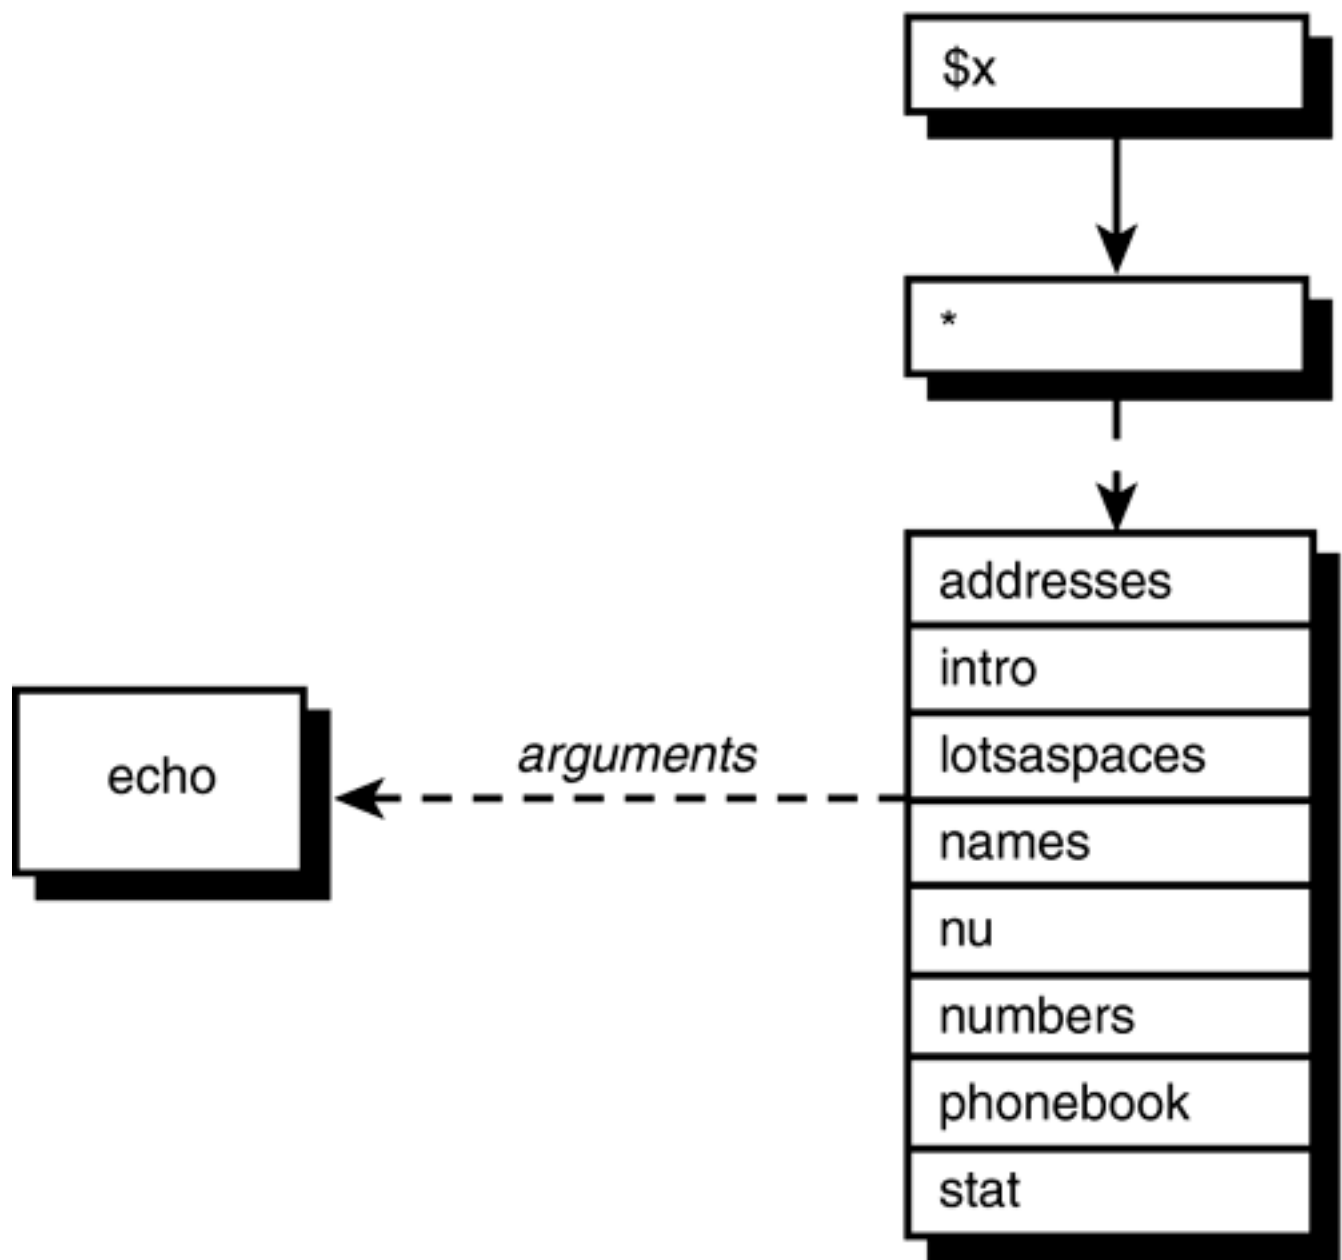 $x
*
addresses
intro
lotsaspaces
names
nu
numbers
phonebook
stat
arguments
echo